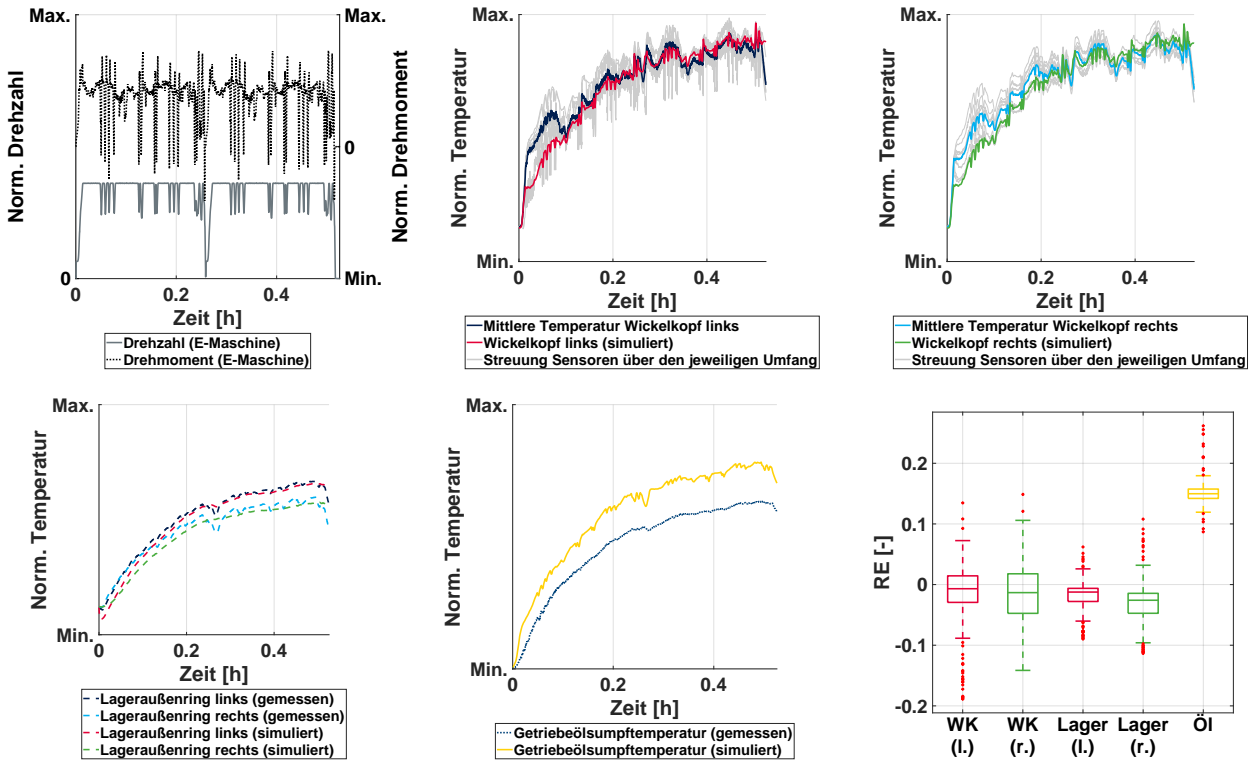 Max.
Max.
Norm. Drehzahl
0
Norm. Drehmoment
0
Min.
0
0.2
0.4
Zeit [h]
Drehzahl (E-Maschine)
Drehmoment (E-Maschine)
Max.
Norm. Temperatur
Min.
0
0.2
0.4
Zeit [h]
Mittlere Temperatur Wickelkopf links
Wickelkopf links (simuliert)
Streuung Sensoren über den jeweiligen Umfang
Max.
Norm. Temperatur
Min.
0
0.2
0.4
Zeit [h]
Mittlere Temperatur Wickelkopf rechts
Wickelkopf rechts (simuliert)
Streuung Sensoren über den jeweiligen Umfang
Max.
Norm. Temperatur
Min.
0
0.2
0.4
Zeit [h]
Lageraußenring links (gemessen)
Lageraußenring rechts (gemessen)
Lageraußenring links (simuliert)
Lageraußenring rechts (simuliert)
Max.
Norm. Temperatur
Min.
0
0.2
0.4
Zeit [h]
Getriebeölsumpftemperatur (gemessen)
Getriebeölsumpftemperatur (simuliert)
RE [-]
0.2
0.1
0
-0.1
-0.2
WK
(l.)
WK
(r.)
Lager
(l.)
Lager
(r.)
Öl